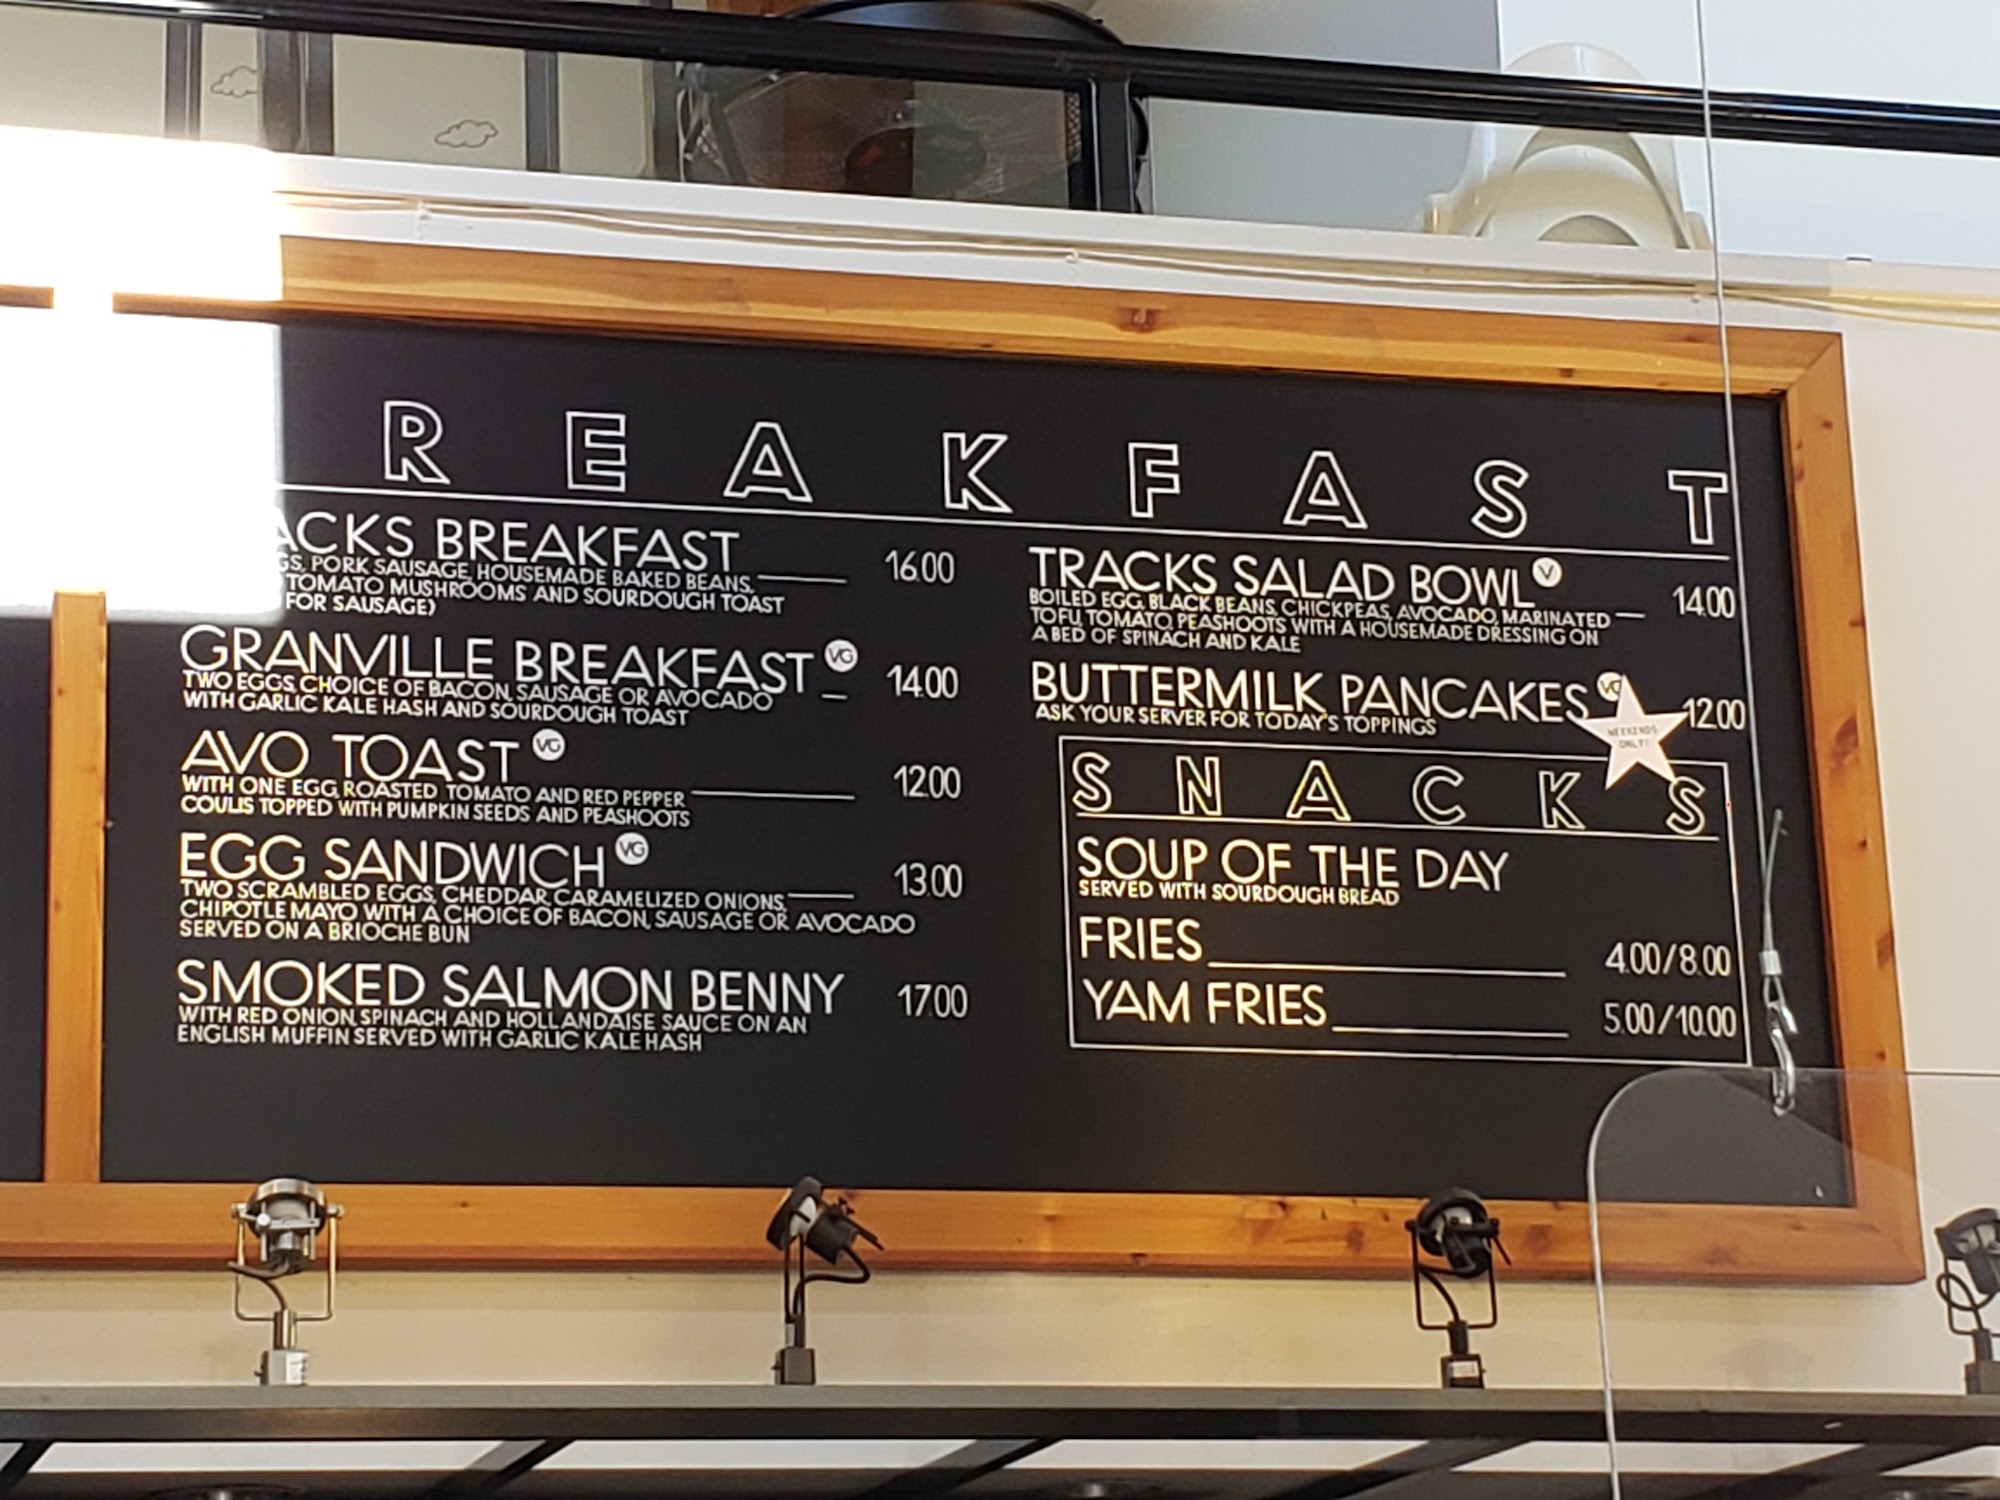 REAKFAST
ACKS BREAKFAST 16.00
GS, PORK SAUSAGE, HOUSEMADE BAKED BEANS,
TOMATO MUSHROOMS AND SOURDOUGH TOAST
FOR SAUSAGE)
GRANVILLE BREAKFAST VG 14.00
TWO EGGS, CHOICE OF BACON, SAUSAGE OR AVOCADO
WITH GARLIC KALE HASH AND SOURDOUGH TOAST
AVO TOAST VG 12.00
WITH ONE EGG, ROASTED TOMATO AND RED PEPPER
COULIS TOPPED WITH PUMPKIN SEEDS AND PEASHOOTS
EGG SANDWICH VG 13.00
TWO SCRAMBLED EGGS, CHEDDAR, CARAMELIZED ONIONS,
CHIPOTLE MAYO WITH A CHOICE OF BACON, SAUSAGE OR AVOCADO
SERVED ON A BRIOCHE BUN
SMOKED SALMON BENNY 17.00
WITH RED ONION, SPINACH AND HOLLANDAISE SAUCE ON AN
ENGLISH MUFFIN SERVED WITH GARLIC KALE HASH
TRACKS SALAD BOWL V 14.00
BOILED EGG, BLACK BEANS, CHICKPEAS, AVOCADO, MARINATED
TOFU, TOMATO, PEASHOOTS WITH A HOUSEMADE DRESSING ON
A BED OF SPINACH AND KALE
BUTTERMILK PANCAKES VG 12.00
ASK YOUR SERVER FOR TODAY'S TOPPINGS
WEEKENDS
ONLY!
SNACKS
SOUP OF THE DAY
SERVED WITH SOURDOUGH BREAD
FRIES 4.00/8.00
YAM FRIES 5.00/10.00